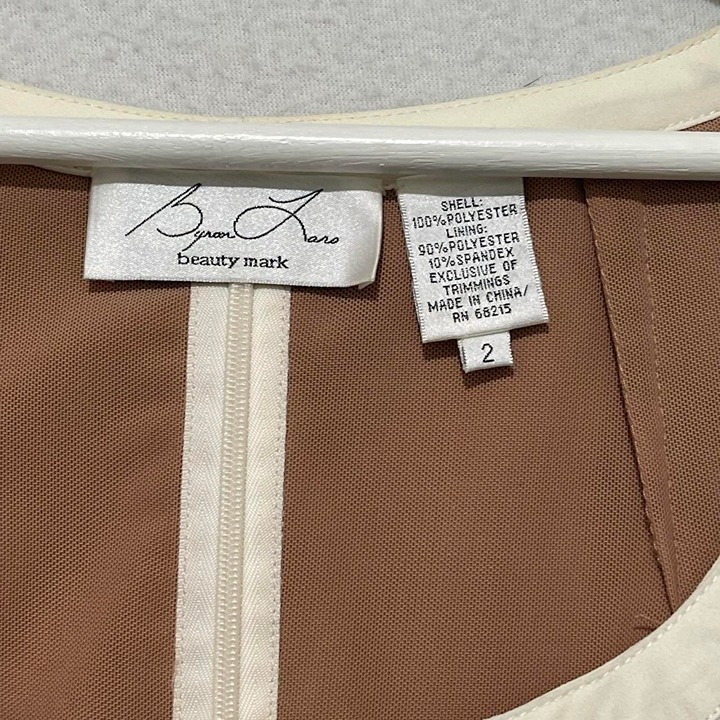 Byron Lars
beauty mark
SHELL:
100%POLYESTER
LINING:
90%POLYESTER
10%SPANDEX
EXCLUSIVE OF
TRIMMINGS
MADE IN CHINA/
RN 68215
2